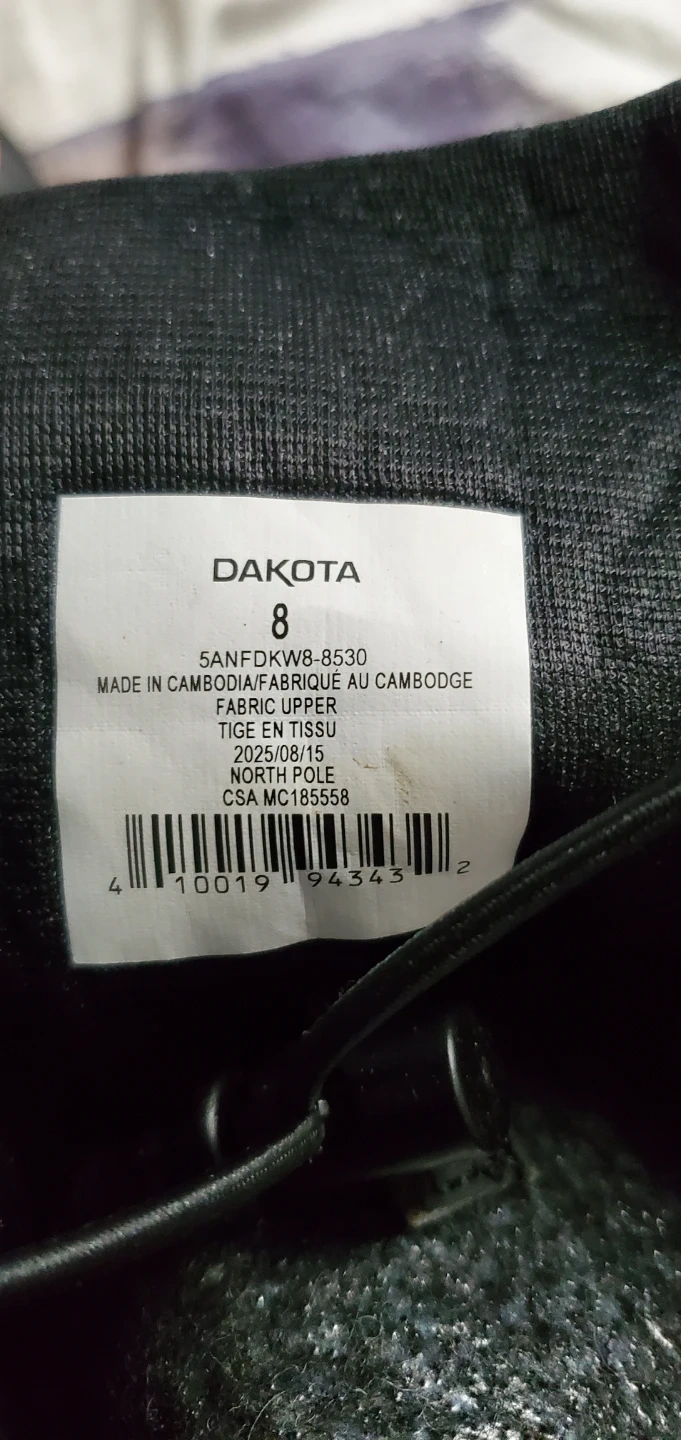 DAKOTA
8
5ANFDKW8-8530
MADE IN CAMBODIA/FABRIQUÉ AU CAMBODGE
FABRIC UPPER
TIGE EN TISSU
2025/08/15
NORTH POLE
CSA MC185558
4 10019 94343 2